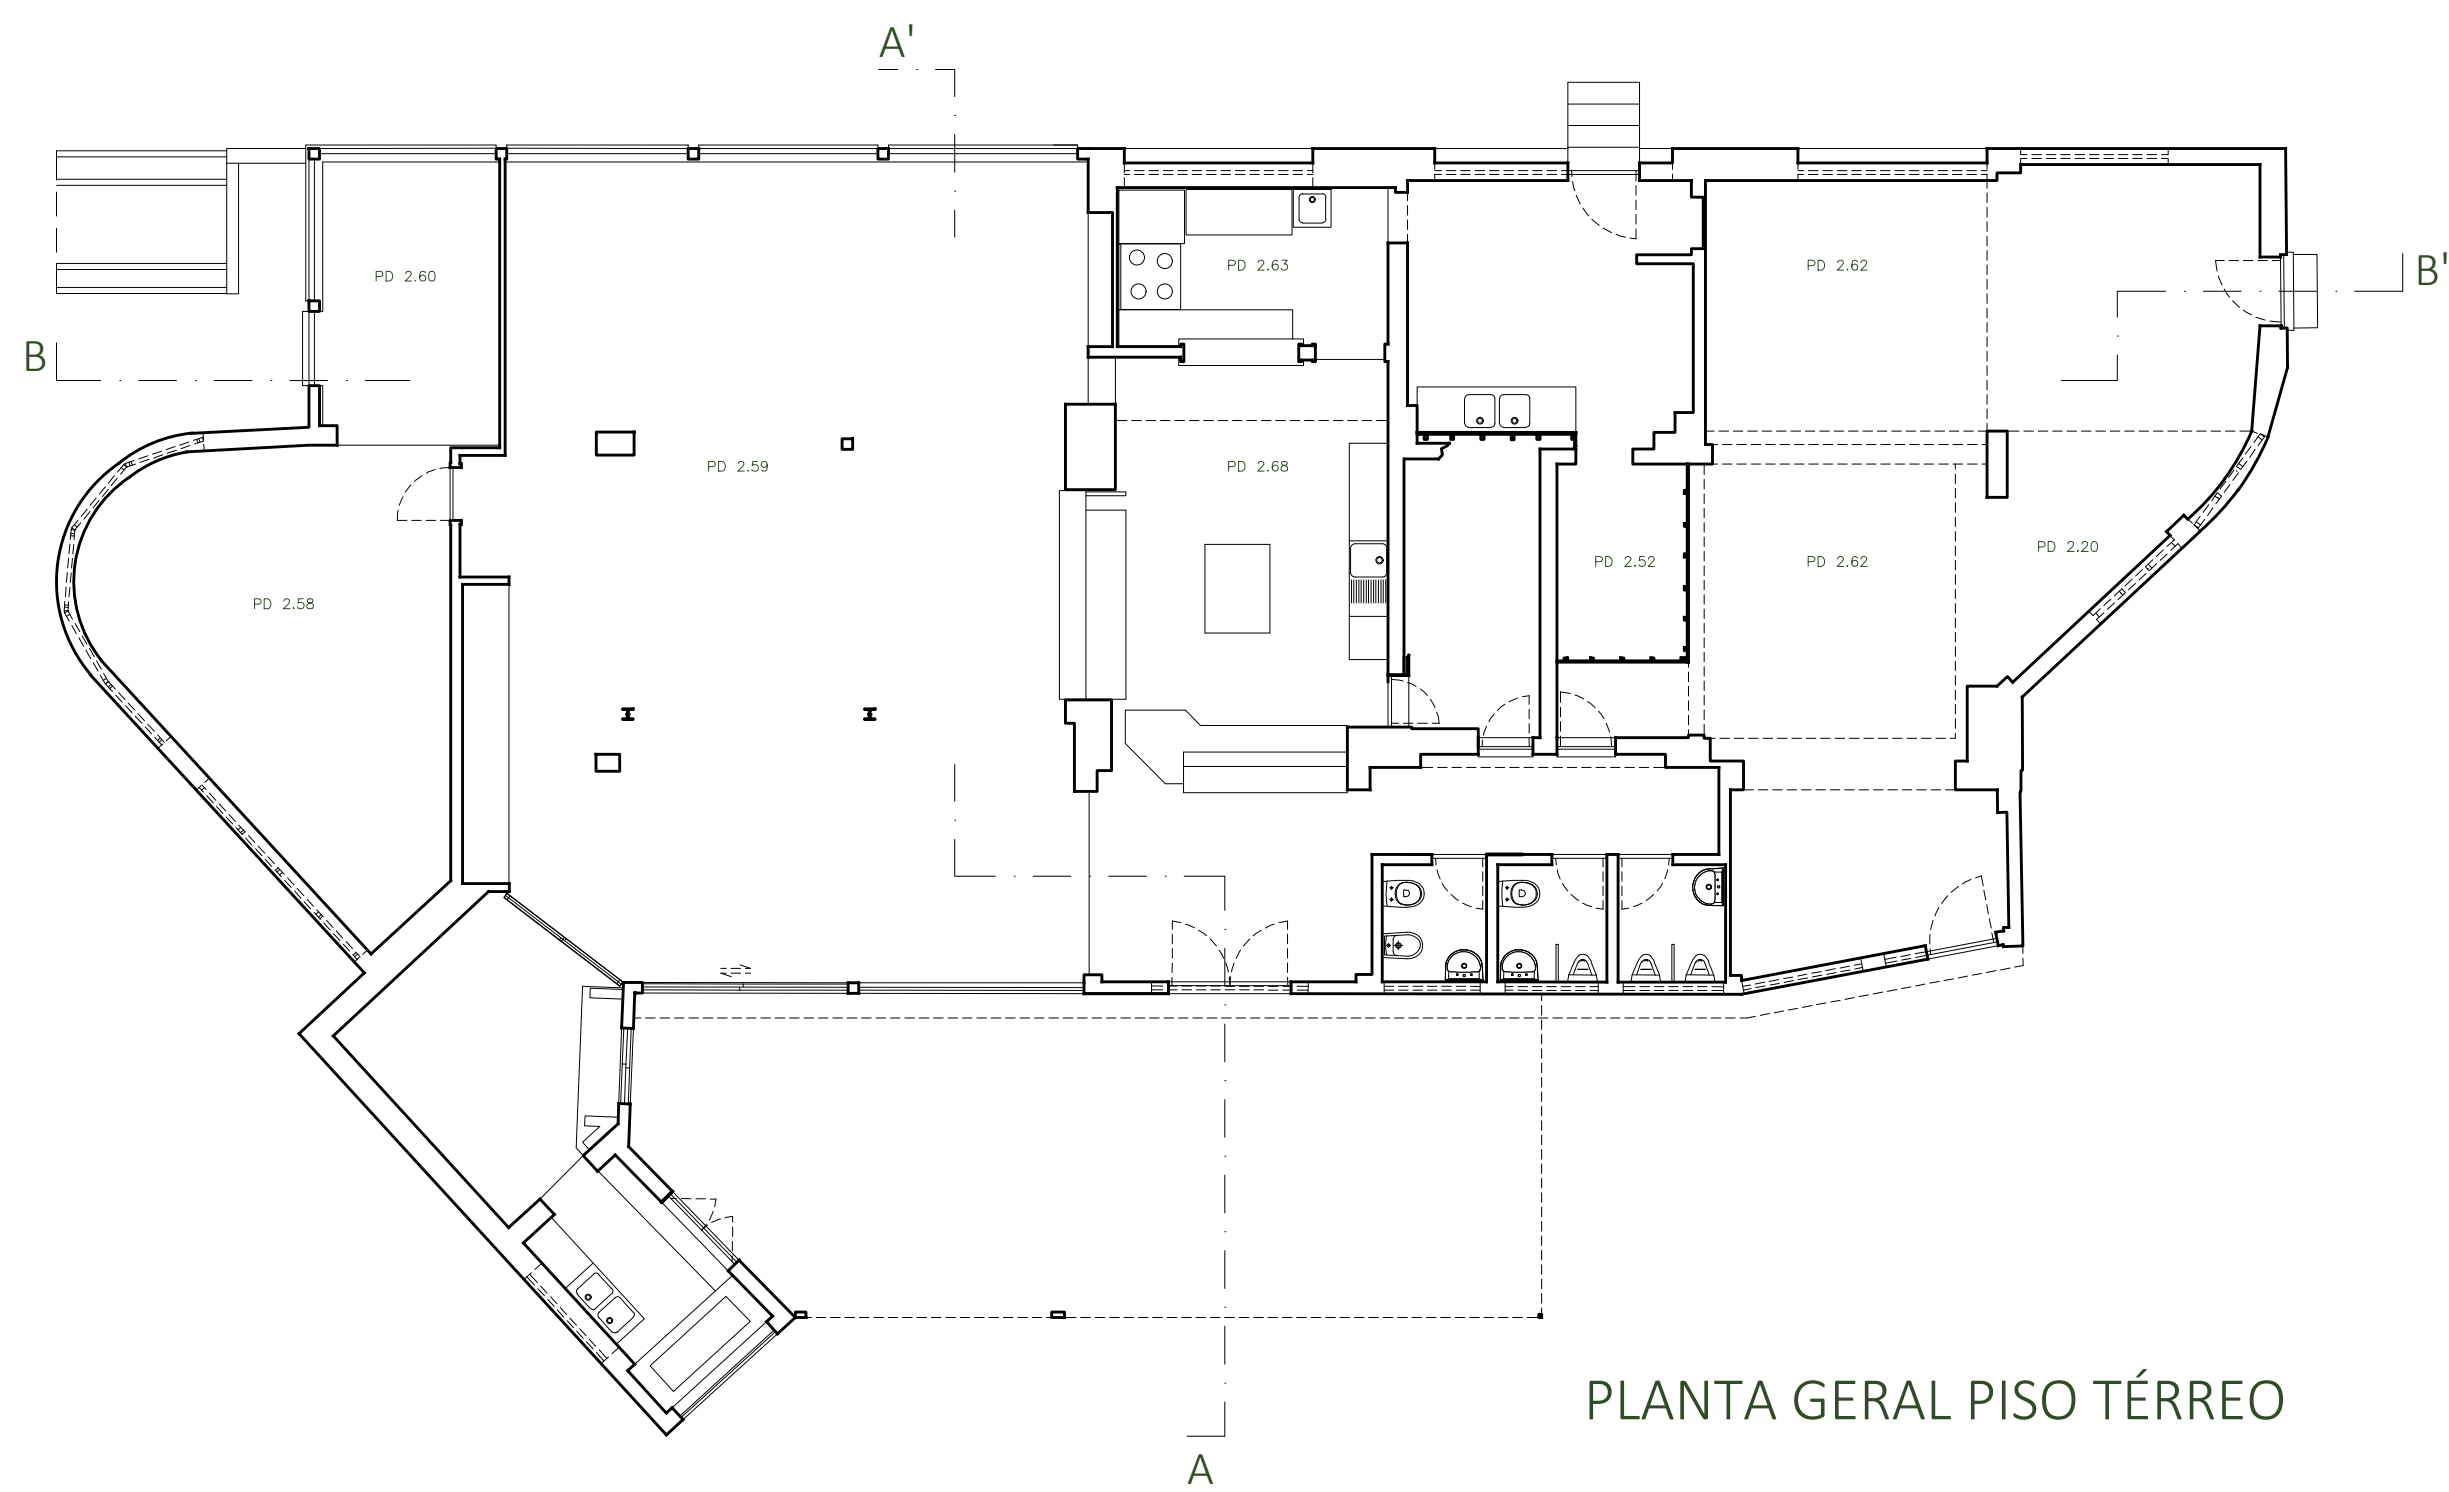 A'
B'
PD 2.63
PD 2.62
PD 2.60
B
PD 2.59
PD 2.68
PD 2.20
PD 2.52
PD 2.62
PD 2.58
PLANTA GERAL PISO TÉRREO
A